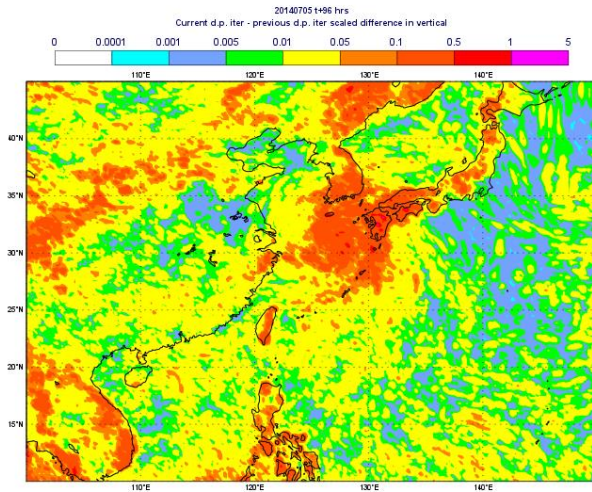 20140705 t+96 hrs
Current d.p. iter - previous d.p. iter scaled difference in vertical
0 0.0001 0.001 0.005 0.01 0.05 0.1 0.5 1 5
110°E 120°E 130°E 140°E
40°N
35°N
30°N
25°N
20°N
15°N
110°E 120°E 130°E 140°E